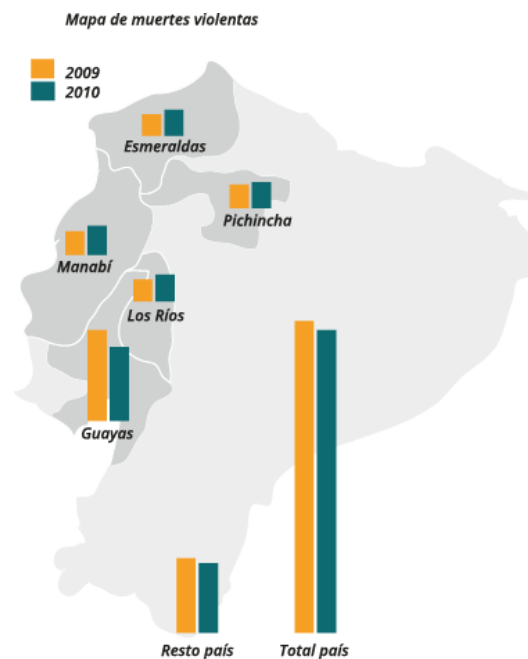 Mapa de muertes violentas
2009
2010
Esmeraldas
Pichincha
Manabí
Los Ríos
Guayas
Resto país
Total país